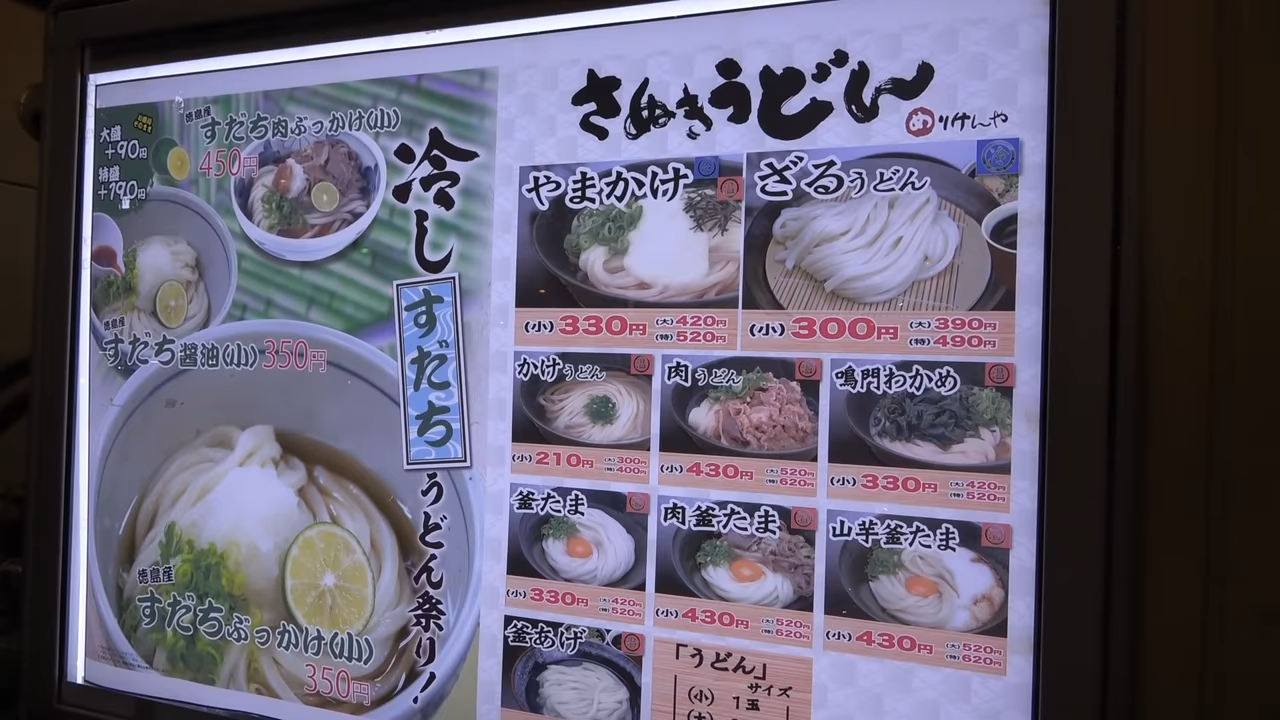 大盛
+90円
特盛
+190円
徳島産
すだち肉ぶっかけ(小)
450円
徳島産
すだち醤油(小)350円
冷し
すだち
うどん祭り!
徳島産
すだちぶっかけ(小)
350円
さぬきうどん
めりけんや
やまかけ
(小)330円 (大)420円
(特)520円
ざるうどん
(小)300円 (大)390円
(特)490円
かけうどん
(小)210円 (大)300円
(特)400円
肉うどん
(小)430円 (大)520円
(特)620円
鳴門わかめ
(小)330円 (大)420円
(特)520円
釜たま
(小)330円 (大)420円
(特)520円
肉釜たま
(小)430円 (大)520円
(特)620円
山芋釜たま
(小)430円 (大)520円
(特)620円
釜あげ
「うどん」
サイズ
(小) 1玉